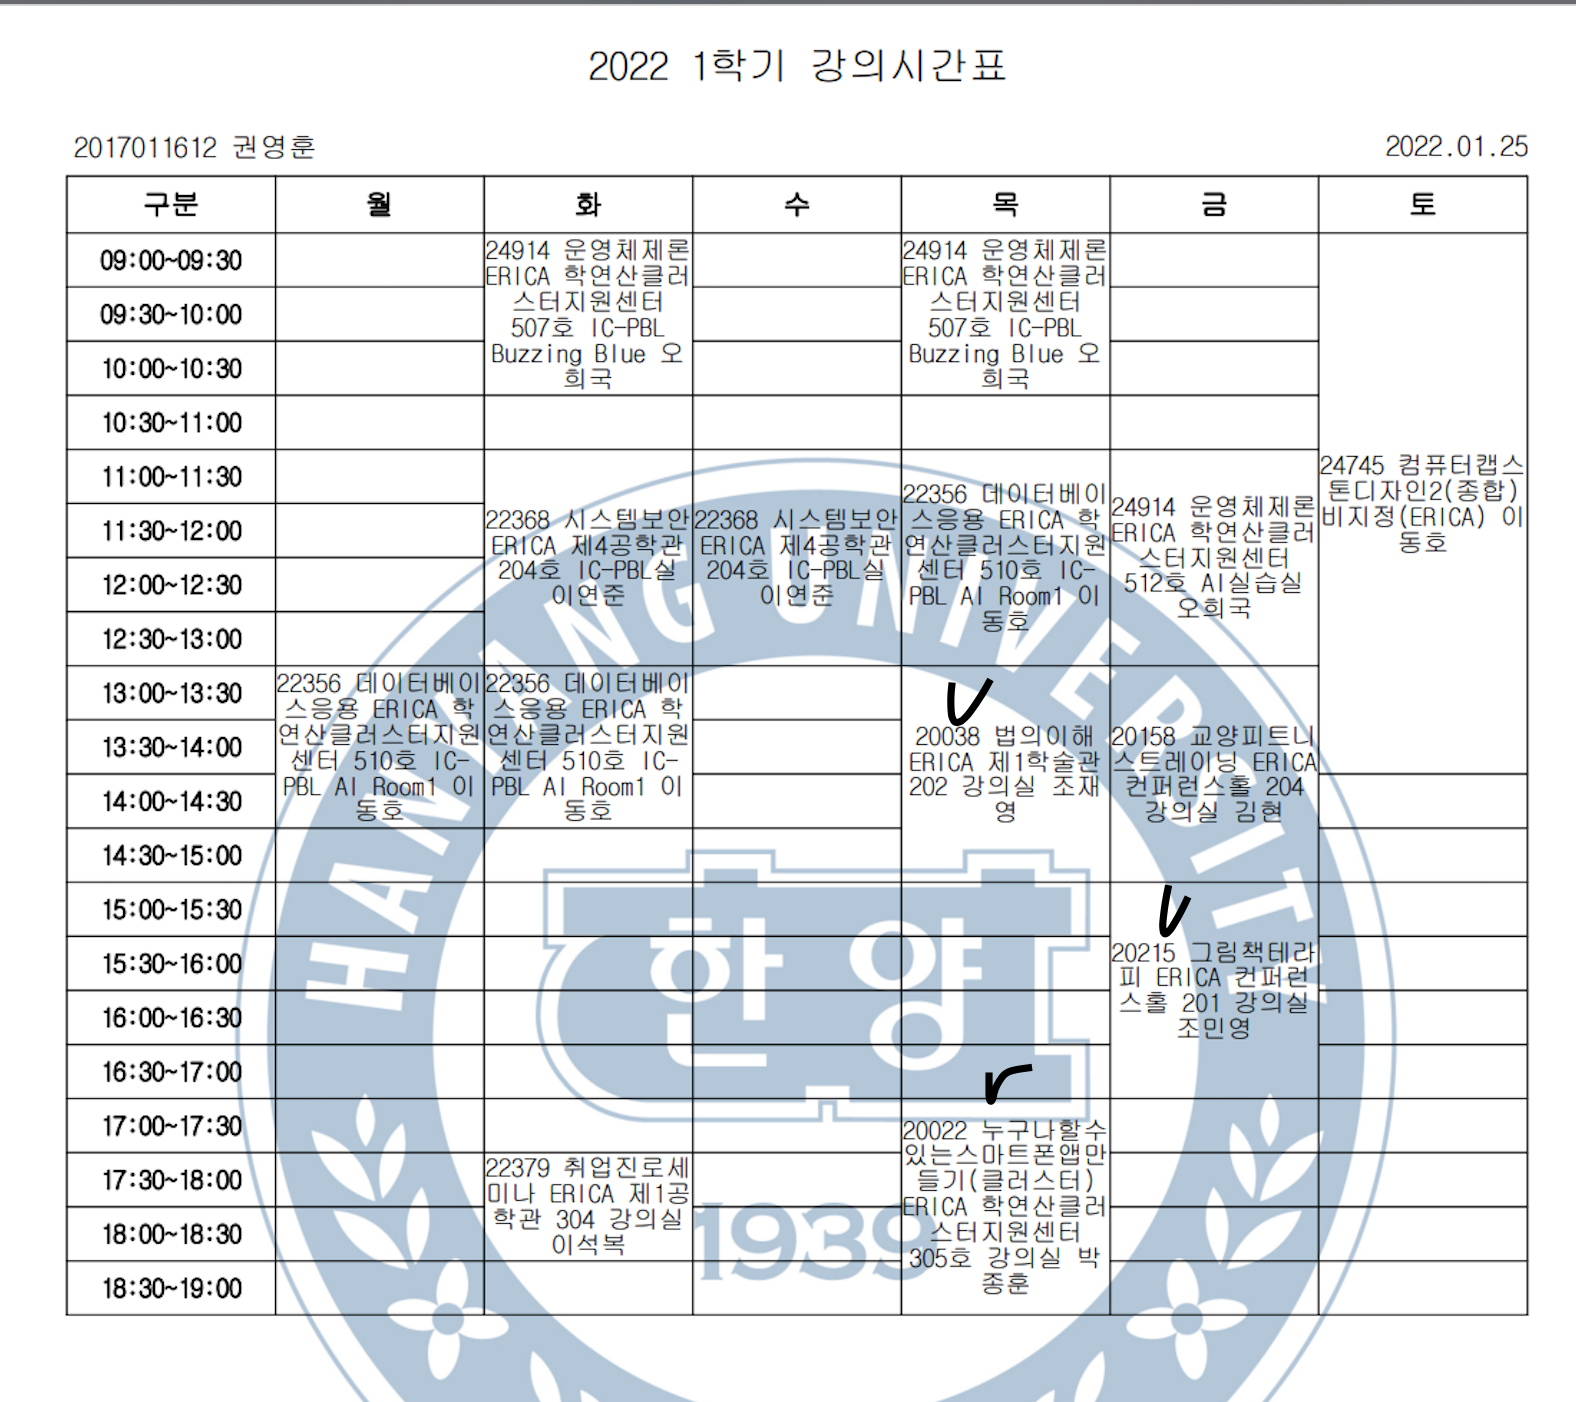 2022 1학기 강의시간표
2017011612 권영훈
2022.01.25
구분 월 화 수 목 금 토
09:00~09:30
09:30~10:00
10:00~10:30
10:30~11:00
11:00~11:30
11:30~12:00
12:00~12:30
12:30~13:00
13:00~13:30
13:30~14:00
14:00~14:30
14:30~15:00
15:00~15:30
15:30~16:00
16:00~16:30
16:30~17:00
17:00~17:30
17:30~18:00
18:00~18:30
18:30~19:00
22356 데이터베이
스응용 ERICA 학
연산클러스터지원
센터 510호 IC-
PBL AI Room1 이
동호
24914 운영체제론
ERICA 학연산클러
스터지원센터
507호 IC-PBL
Buzzing Blue 오
희국
22368 시스템보안
ERICA 제4공학관
204호 IC-PBL실
이연준
22356 데이터베이
스응용 ERICA 학
연산클러스터지원
센터 510호 IC-
PBL AI Room1 이
동호
22379 취업진로세
미나 ERICA 제1공
학관 304 강의실
이석복
22368 시스템보안
ERICA 제4공학관
204호 IC-PBL실
이연준
24914 운영체제론
ERICA 학연산클러
스터지원센터
507호 IC-PBL
Buzzing Blue 오
희국
22356 데이터베이
스응용 ERICA 학
연산클러스터지원
센터 510호 IC-
PBL AI Room1 이
동호
20038 법의이해
ERICA 제1학술관
202 강의실 조재
영
20022 누구나할수
있는스마트폰앱만
들기(클러스터)
ERICA 학연산클러
스터지원센터
305호 강의실 박
종훈
24914 운영체제론
ERICA 학연산클러
스터지원센터
512호 AI실습실
오희국
20158 교양피트니
스트레이닝 ERICA
컨퍼런스홀 204
강의실 김현
20215 그림책테라
피 ERICA 컨퍼런
스홀 201 강의실
조민영
24745 컴퓨터캡스
톤디자인2(종합)
비지정(ERICA) 이
동호
HANYANG UNIVERSITY
한양
1939